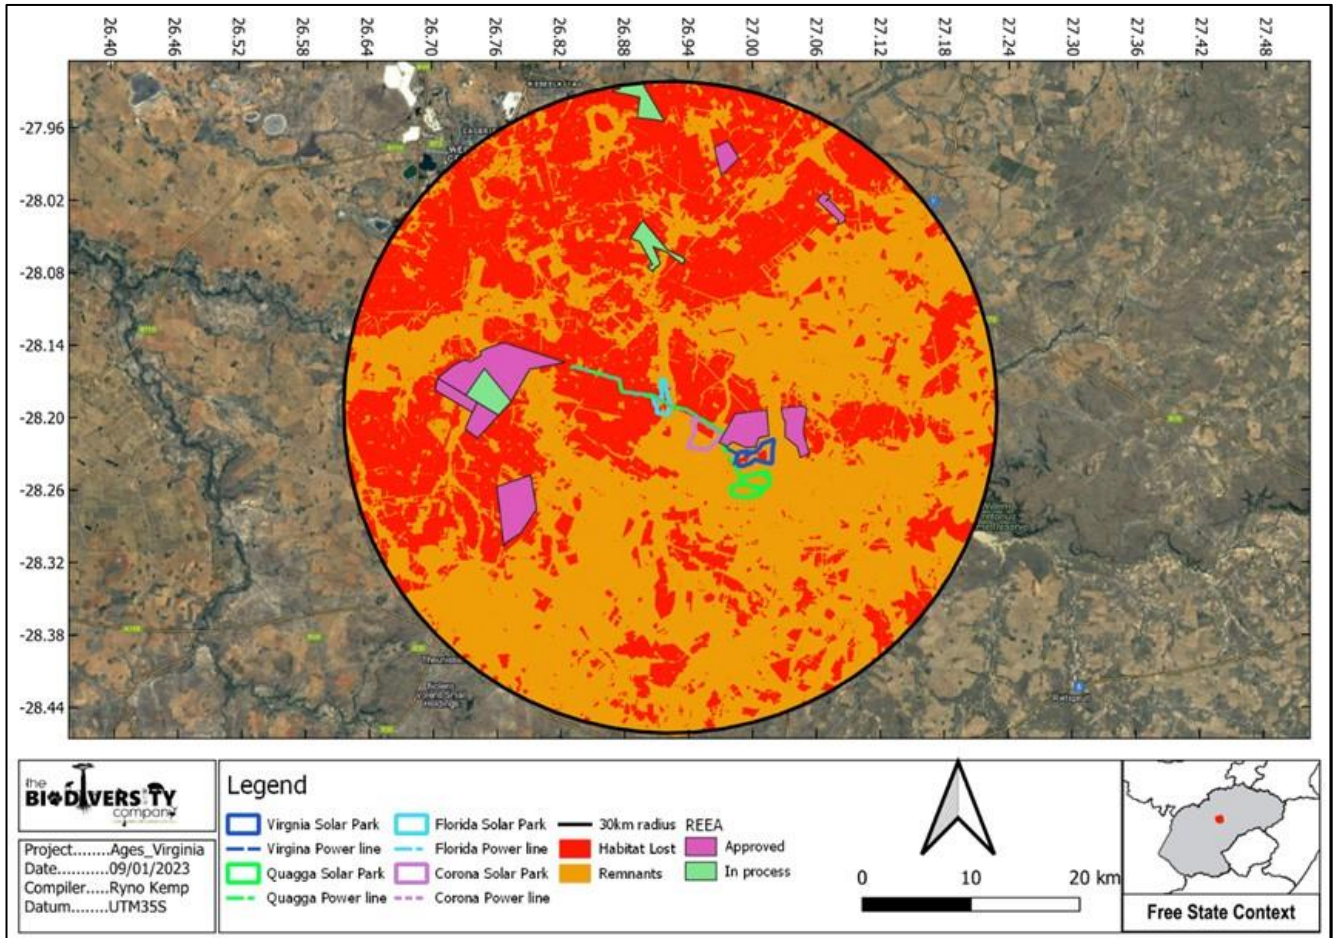 26.40 26.46 26.52 26.58 26.64 26.70 26.76 26.82 26.88 26.94 27.00 27.06 27.12 27.18 27.24 27.30 27.36 27.42 27.48
-27.96
-28.02
-28.08
-28.14
-28.20
-28.26
-28.32
-28.38
-28.44
the
BIODIVERSITY
company
Project........Ages_Virginia
Date...........09/01/2023
Compiler.....Ryno Kemp
Datum........UTM35S
Legend
Virgnia Solar Park
Virgina Power line
Quagga Solar Park
Quagga Power line
Florida Solar Park
Florida Power line
Corona Solar Park
Corona Power line
30km radius
Habitat Lost
Remnants
REEA
Approved
In process
0 10 20 km
Free State Context